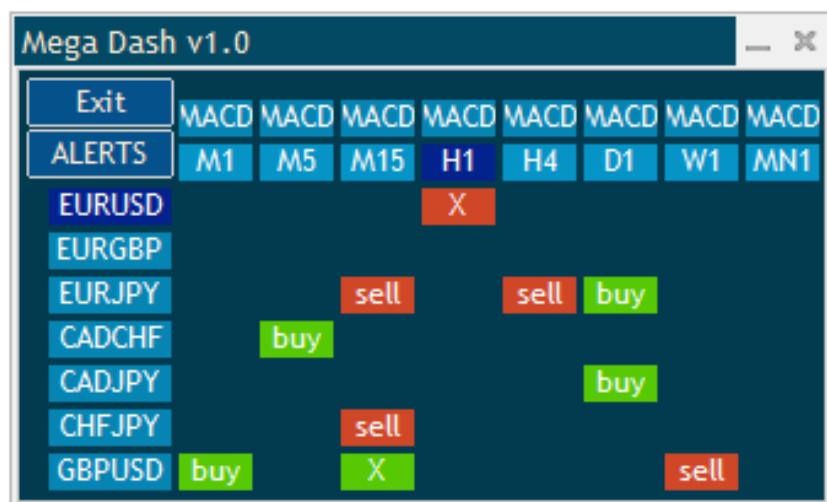 Mega Dash v1.0
Exit
MACD MACD MACD MACD MACD MACD MACD MACD
ALERTS
M1 M5 M15 H1 H4 D1 W1 MN1
EURUSD X
EURGBP
EURJPY sell sell buy
CADCHF buy
CADJPY buy
CHFJPY sell
GBPUSD buy X sell